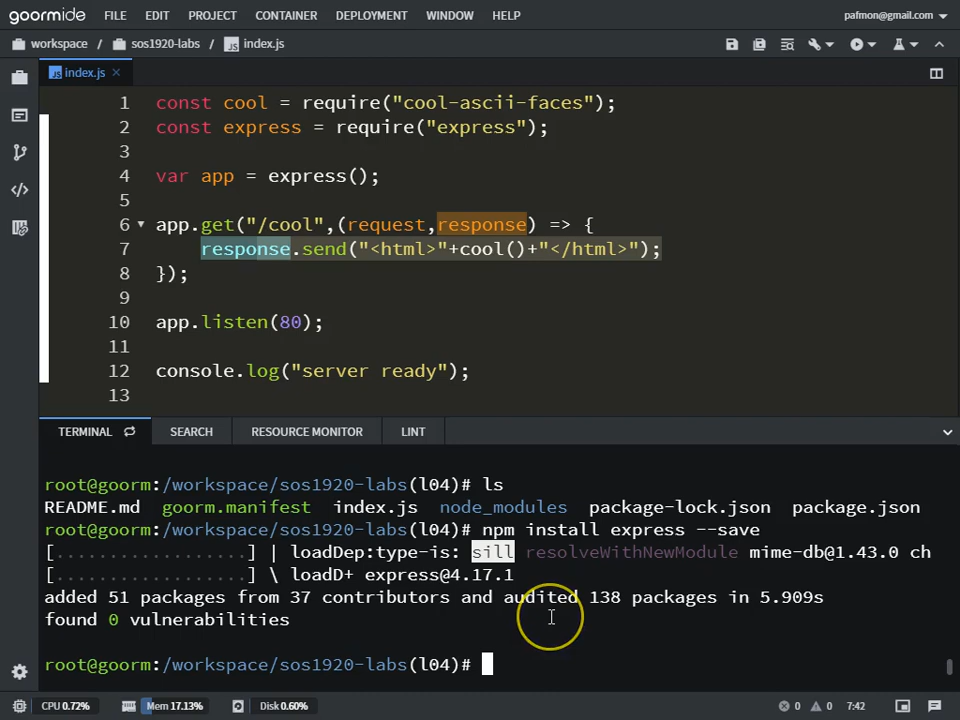 goormide FILE EDIT PROJECT CONTAINER DEPLOYMENT WINDOW HELP pafmon@gmail.com
workspace / sos1920-labs / JS index.js
JS index.js ×
1 const cool = require("cool-ascii-faces");
2 const express = require("express");
3
4 var app = express();
5
6 app.get("/cool",(request,response) => {
7 response.send("<html>"+cool()+"</html>");
8 });
9
10 app.listen(80);
11
12 console.log("server ready");
13
TERMINAL SEARCH RESOURCE MONITOR LINT
root@goorm:/workspace/sos1920-labs(l04)# ls
README.md goorm.manifest index.js node_modules package-lock.json package.json
root@goorm:/workspace/sos1920-labs(l04)# npm install express --save
[..................] | loadDep:type-is: sill resolveWithNewModule mime-db@1.43.0 ch
[..................] \ loadD+ express@4.17.1
added 51 packages from 37 contributors and audited 138 packages in 5.909s
found 0 vulnerabilities
root@goorm:/workspace/sos1920-labs(l04)#
CPU 0.72% Mem 17.13% Disk 0.60% 0 0 7:42